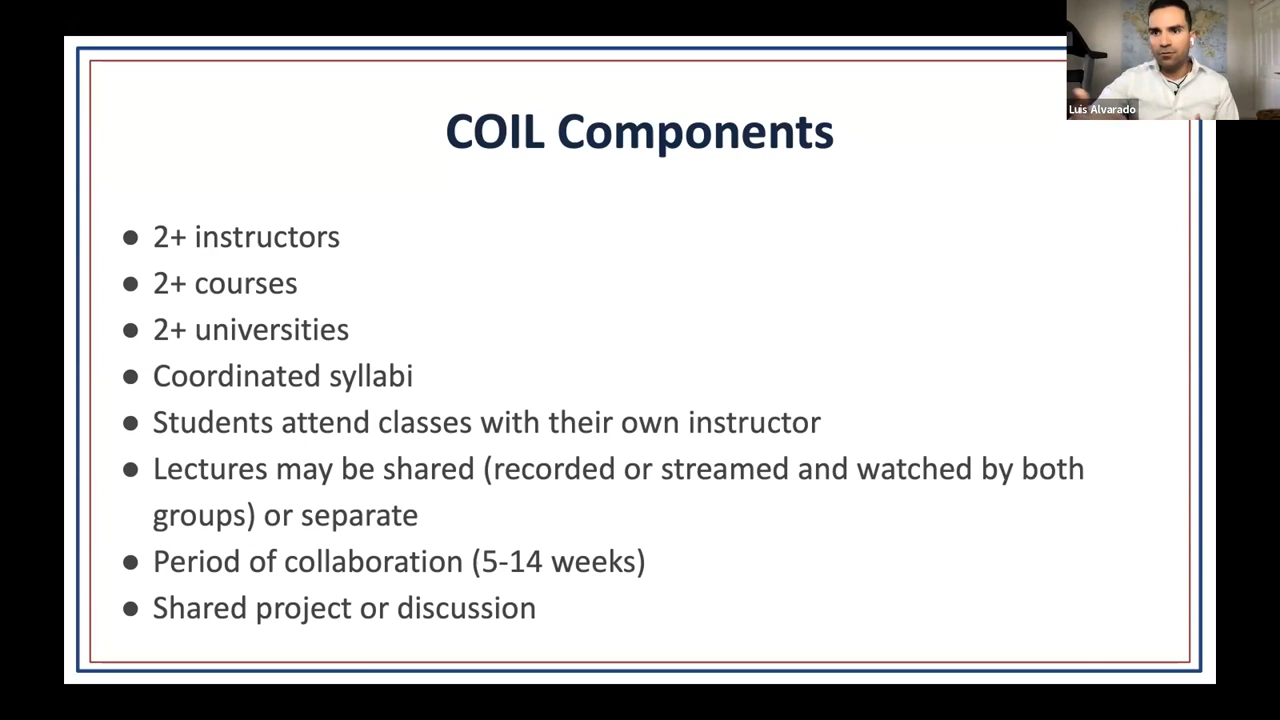 Luis Alvarado
COIL Components
● 2+ instructors
● 2+ courses
● 2+ universities
● Coordinated syllabi
● Students attend classes with their own instructor
● Lectures may be shared (recorded or streamed and watched by both
groups) or separate
● Period of collaboration (5-14 weeks)
● Shared project or discussion